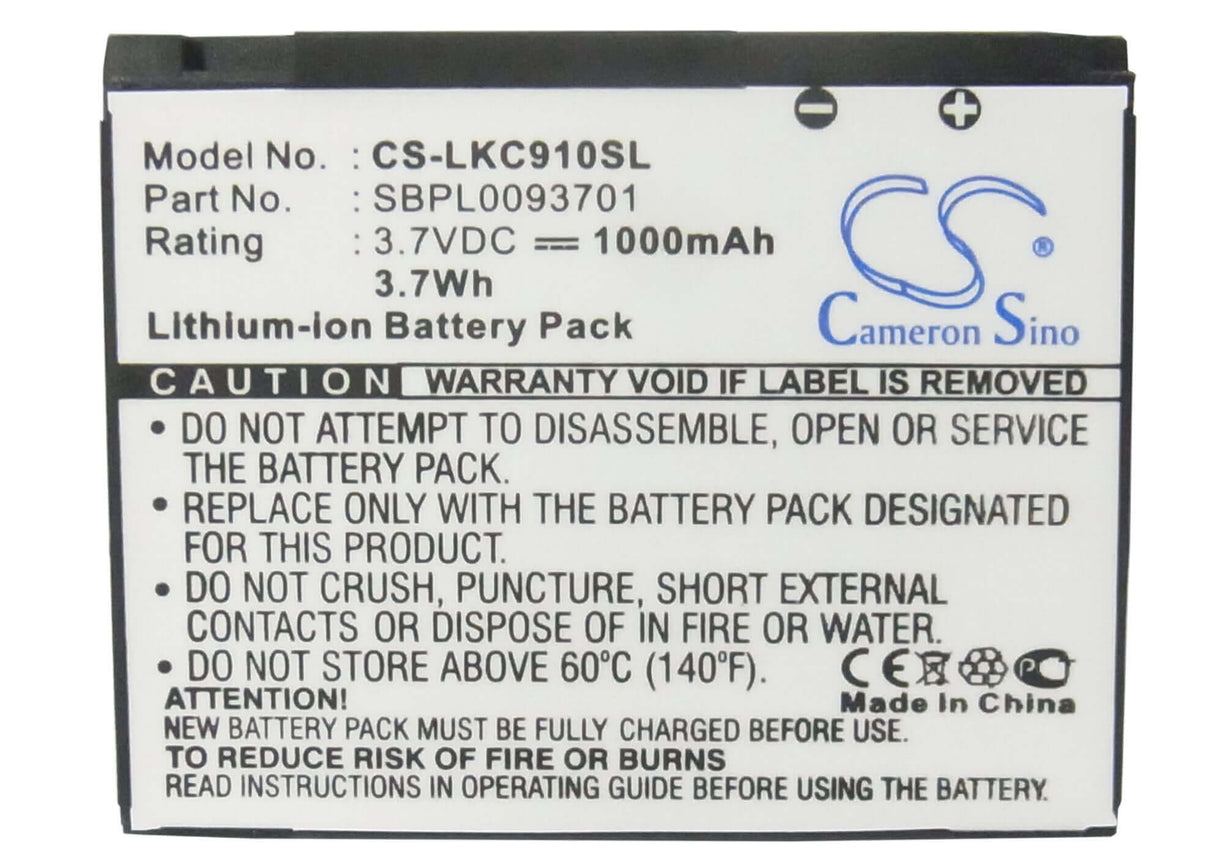 Model No. : CS-LKC910SL
Part No. : SBPL0093701
Rating : 3.7VDC 1000mAh
3.7Wh
Lithium-ion Battery Pack
CS ®
Cameron Sino
CAUTION WARRANTY VOID IF LABEL IS REMOVED
• DO NOT ATTEMPT TO DISASSEMBLE, OPEN OR SERVICE
THE BATTERY PACK.
• REPLACE ONLY WITH THE BATTERY PACK DESIGNATED
FOR THIS PRODUCT.
• DO NOT CRUSH, PUNCTURE, SHORT EXTERNAL
CONTACTS OR DISPOSE OF IN FIRE OR WATER.
• DO NOT STORE ABOVE 60°C (140°F).
CE PC
Made In China
ATTENTION!
NEW BATTERY PACK MUST BE FULLY CHARGED BEFORE USE.
TO REDUCE RISK OF FIRE OR BURNS
READ INSTRUCTIONS IN OPERATING GUIDE BEFORE USING THE BATTERY.